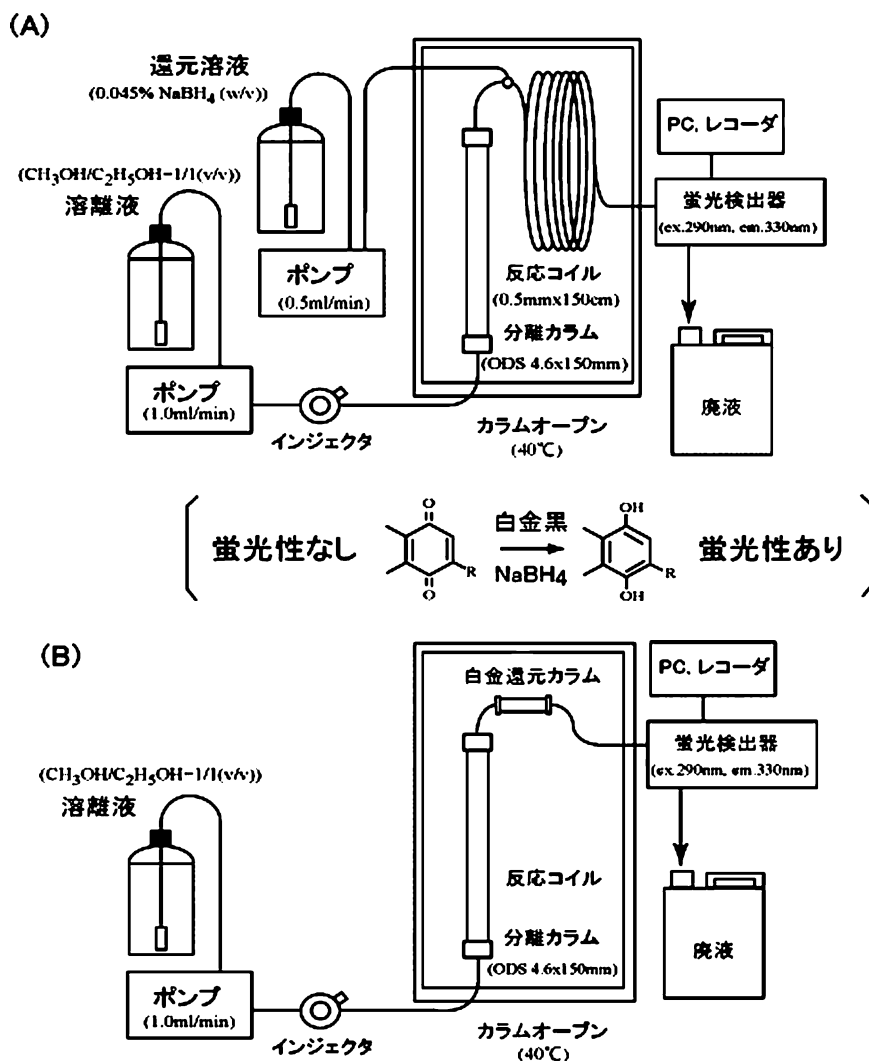 (A)
還元溶液
(0.045% NaBH4 (w/v))
(CH3OH/C2H5OH=1/1(v/v))
溶離液
ポンプ
(0.5ml/min)
ポンプ
(1.0ml/min)
インジェクタ
反応コイル
(0.5mmx150cm)
分離カラム
(ODS 4.6x150mm)
カラムオーブン
(40℃)
PC, レコーダ
蛍光検出器
(ex.290nm, em.330nm)
廃液
蛍光性なし
O
O
R
白金黒
NaBH4
OH
OH
R
蛍光性あり
(B)
(CH3OH/C2H5OH=1/1(v/v))
溶離液
ポンプ
(1.0ml/min)
インジェクタ
白金還元カラム
反応コイル
分離カラム
(ODS 4.6x150mm)
カラムオーブン
(40℃)
PC, レコーダ
蛍光検出器
(ex.290nm, em.330nm)
廃液